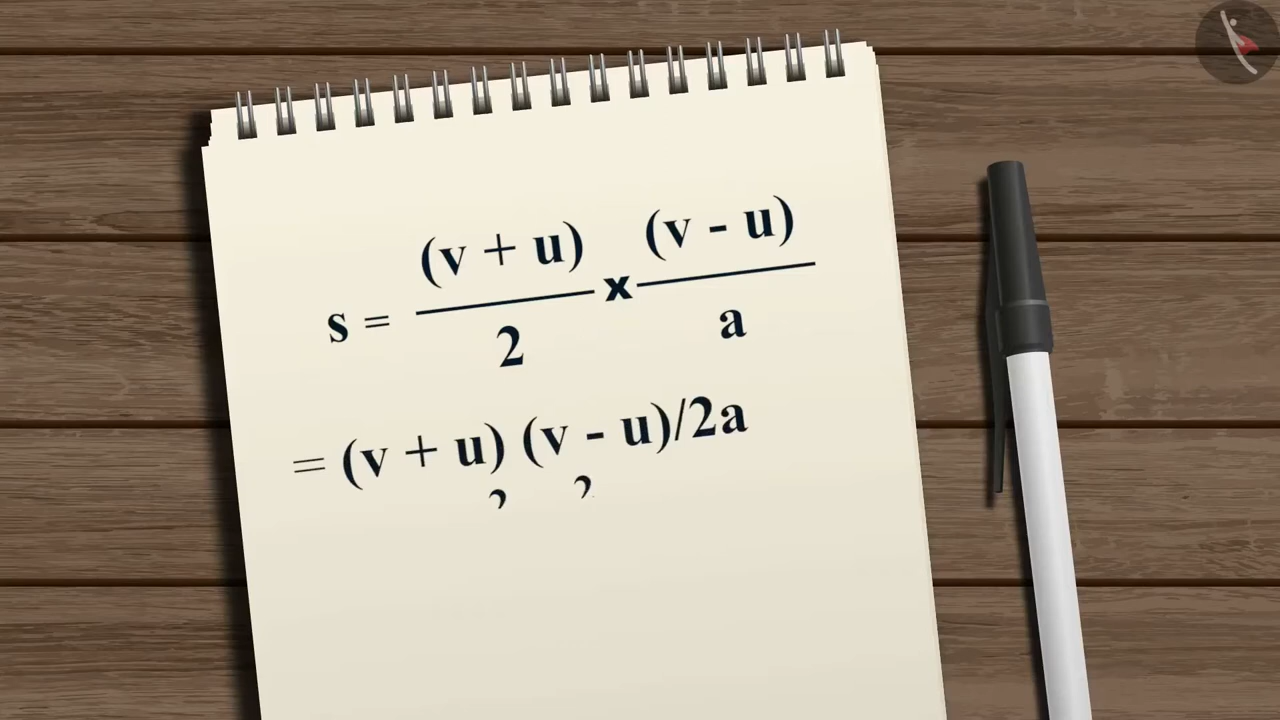 s = (v + u)/2 x (v - u)/a
= (v + u) (v - u)/2a